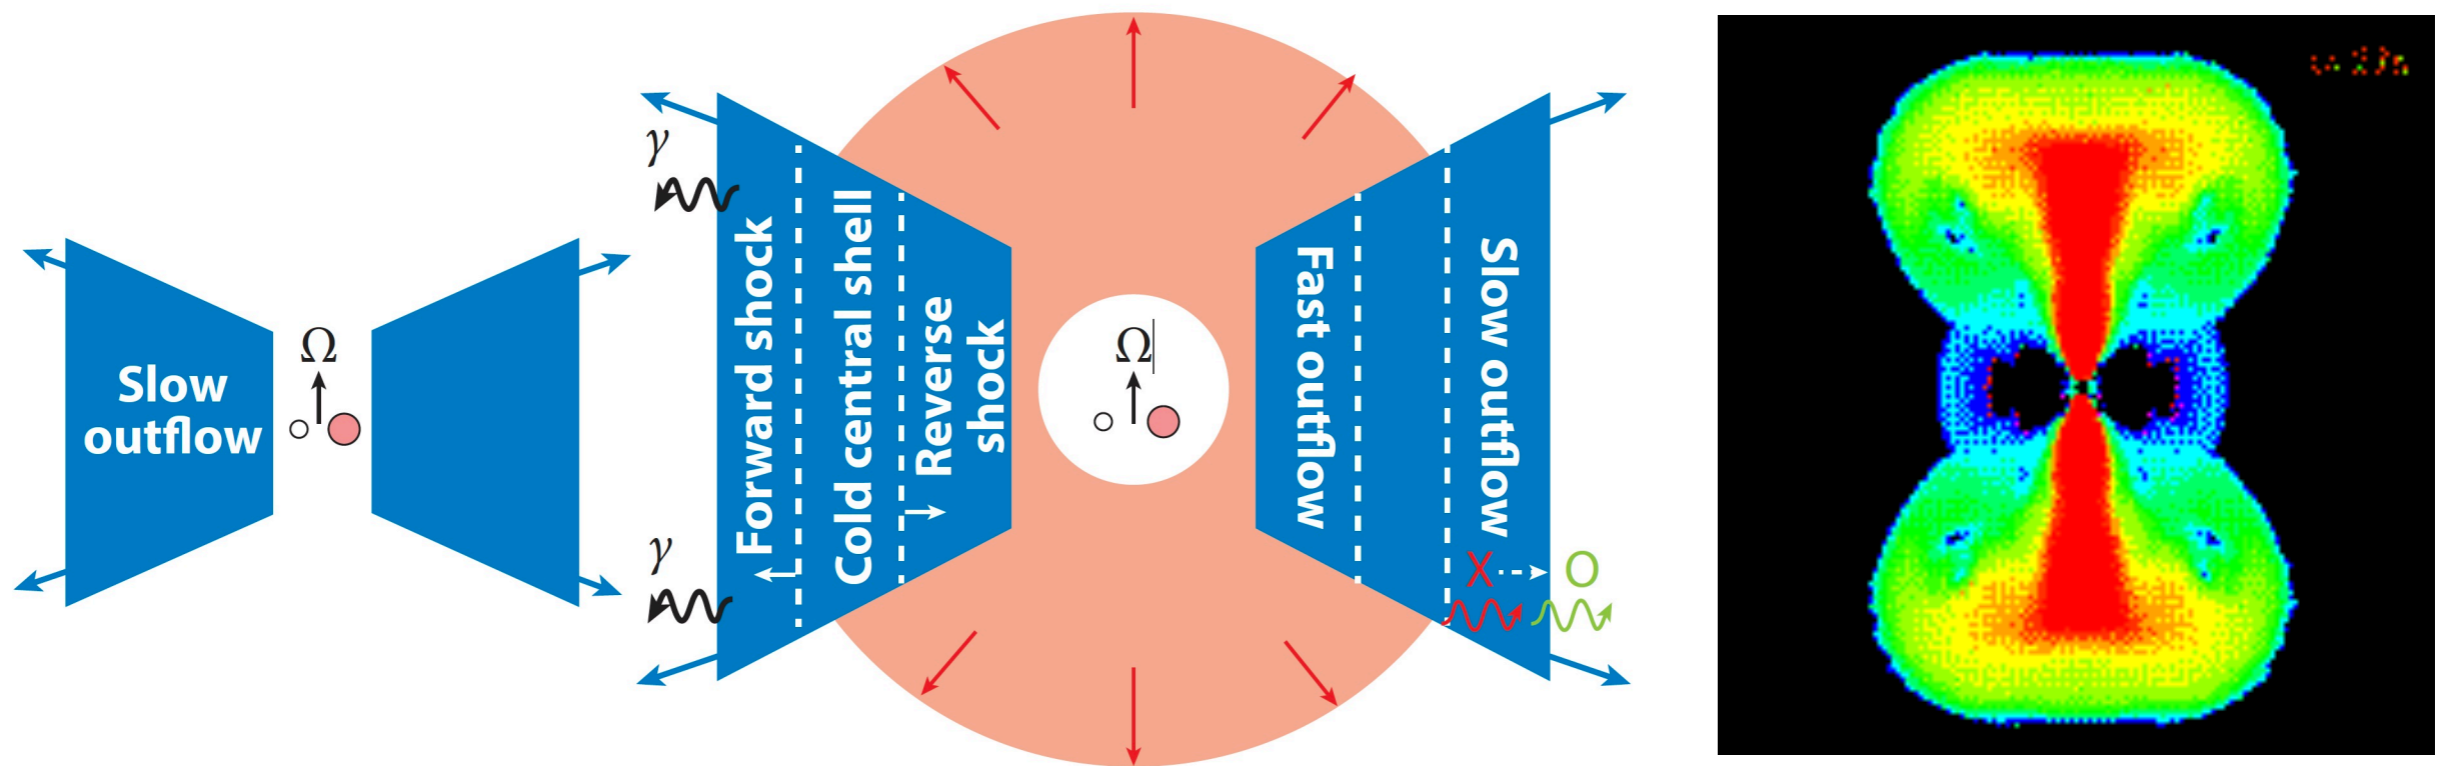 Ω
Slow
outflow
γ
γ
Forward shock
Cold central shell
Reverse
shock
Ω
Fast outflow
Slow outflow
X
O